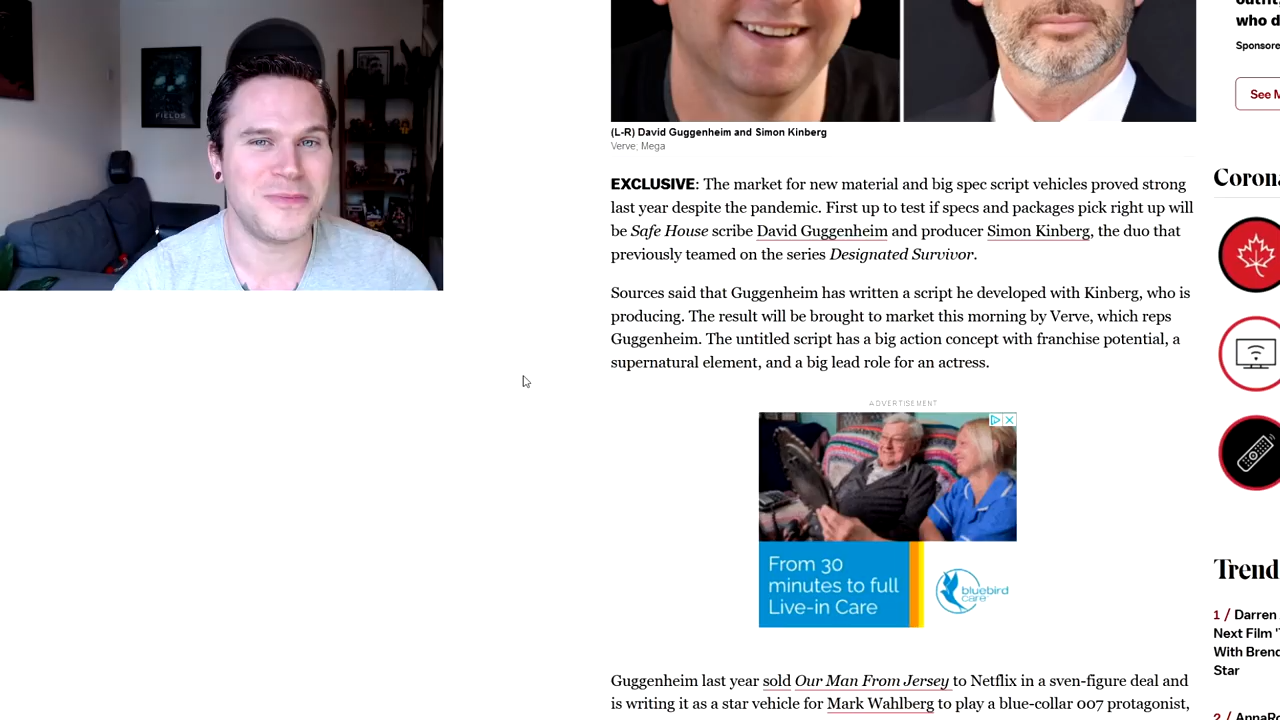 FIELDS
(L-R) David Guggenheim and Simon Kinberg
Verve; Mega
EXCLUSIVE: The market for new material and big spec script vehicles proved strong
last year despite the pandemic. First up to test if specs and packages pick right up will
be Safe House scribe David Guggenheim and producer Simon Kinberg, the duo that
previously teamed on the series Designated Survivor.
Sources said that Guggenheim has written a script he developed with Kinberg, who is
producing. The result will be brought to market this morning by Verve, which reps
Guggenheim. The untitled script has a big action concept with franchise potential, a
supernatural element, and a big lead role for an actress.
ADVERTISEMENT
From 30
minutes to full
Live-in Care
bluebird
care
Guggenheim last year sold Our Man From Jersey to Netflix in a sven-figure deal and
is writing it as a star vehicle for Mark Wahlberg to play a blue-collar 007 protagonist,
who d
Sponsore
See M
Corona
Trend
1 / Darren
Next Film 'T
With Brend
Star
2 / AnnaRo